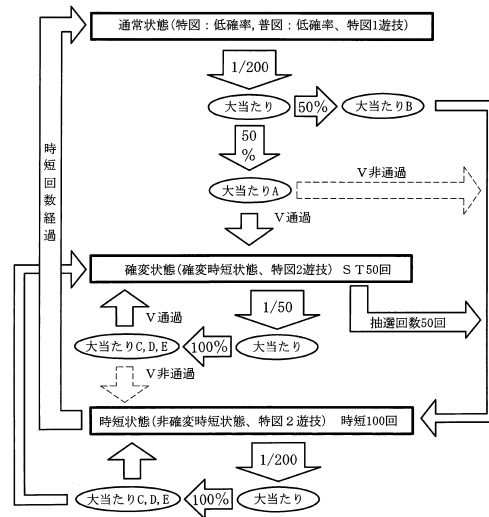 通常状態(特図：低確率,普図：低確率、特図1遊技)
1/200
大当たり
50%
大当たりB
50
%
大当たりA
V非通過
V通過
時短回数経過
確変状態(確変時短状態、特図2遊技) ST50回
V通過
1/50
抽選回数50回
大当たりC,D,E
100%
大当たり
V非通過
時短状態(非確変時短状態、特図2遊技) 時短100回
1/200
大当たりC,D,E
100%
大当たり